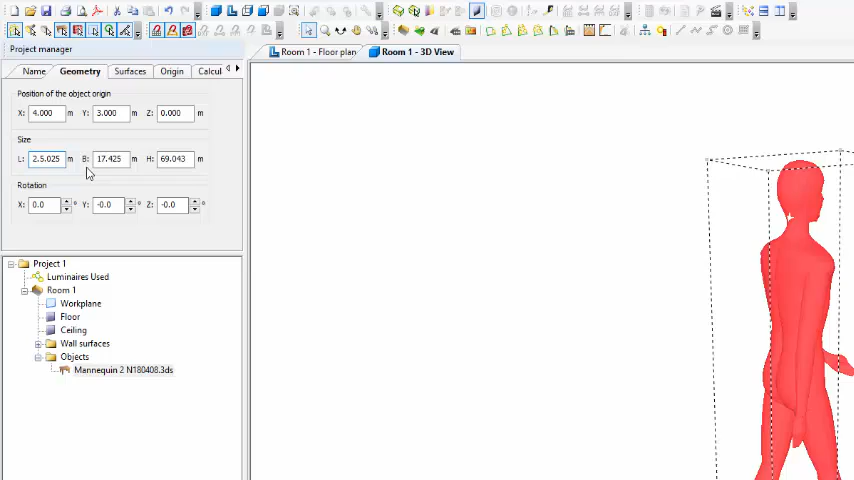 Project manager
Room 1 - Floor plan
Room 1 - 3D View
Name Geometry Surfaces Origin Calcul
Position of the object origin
X: 4.000 m Y: 3.000 m Z: 0.000 m
Size
L: 2.5.025 m B: 17.425 m H: 69.043 m
Rotation
X: 0.0 ° Y: -0.0 ° Z: -0.0 °
Project 1
Luminaires Used
Room 1
Workplane
Floor
Ceiling
Wall surfaces
Objects
Mannequin 2 N180408.3ds